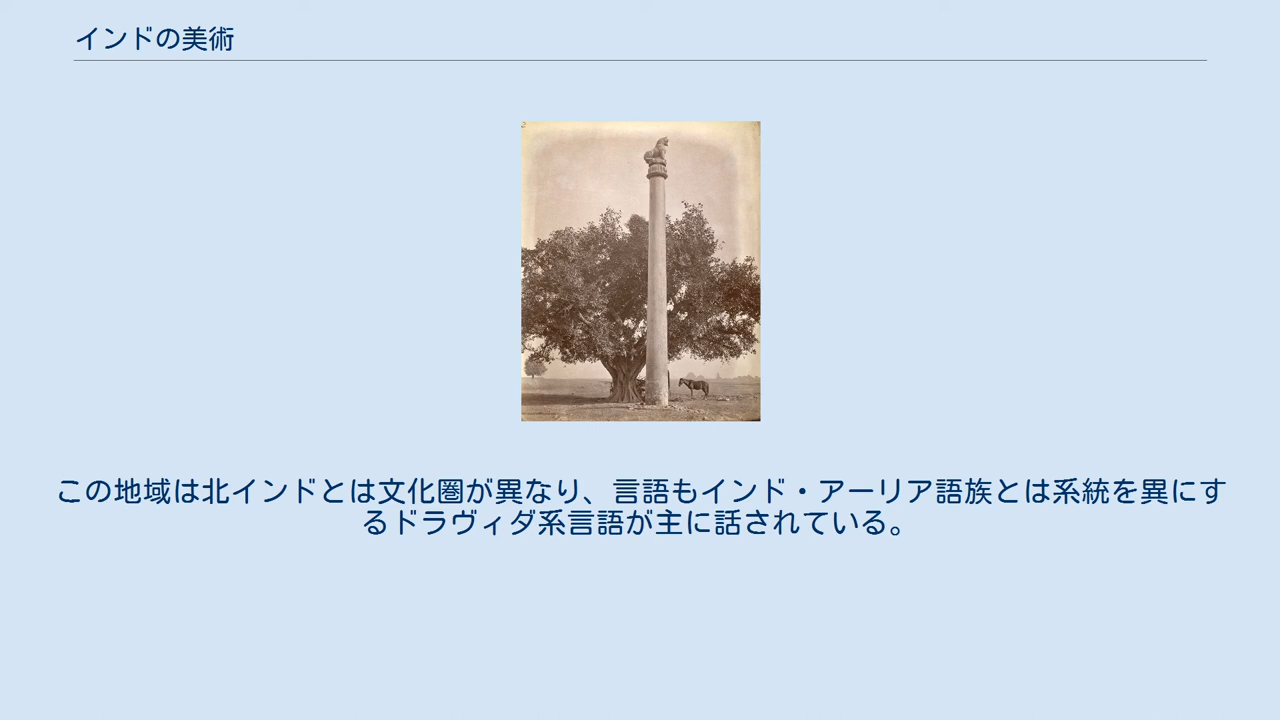 インドの美術
この地域は北インドとは文化圏が異なり、言語もインド・アーリア語族とは系統を異にす
るドラヴィダ系言語が主に話されている。